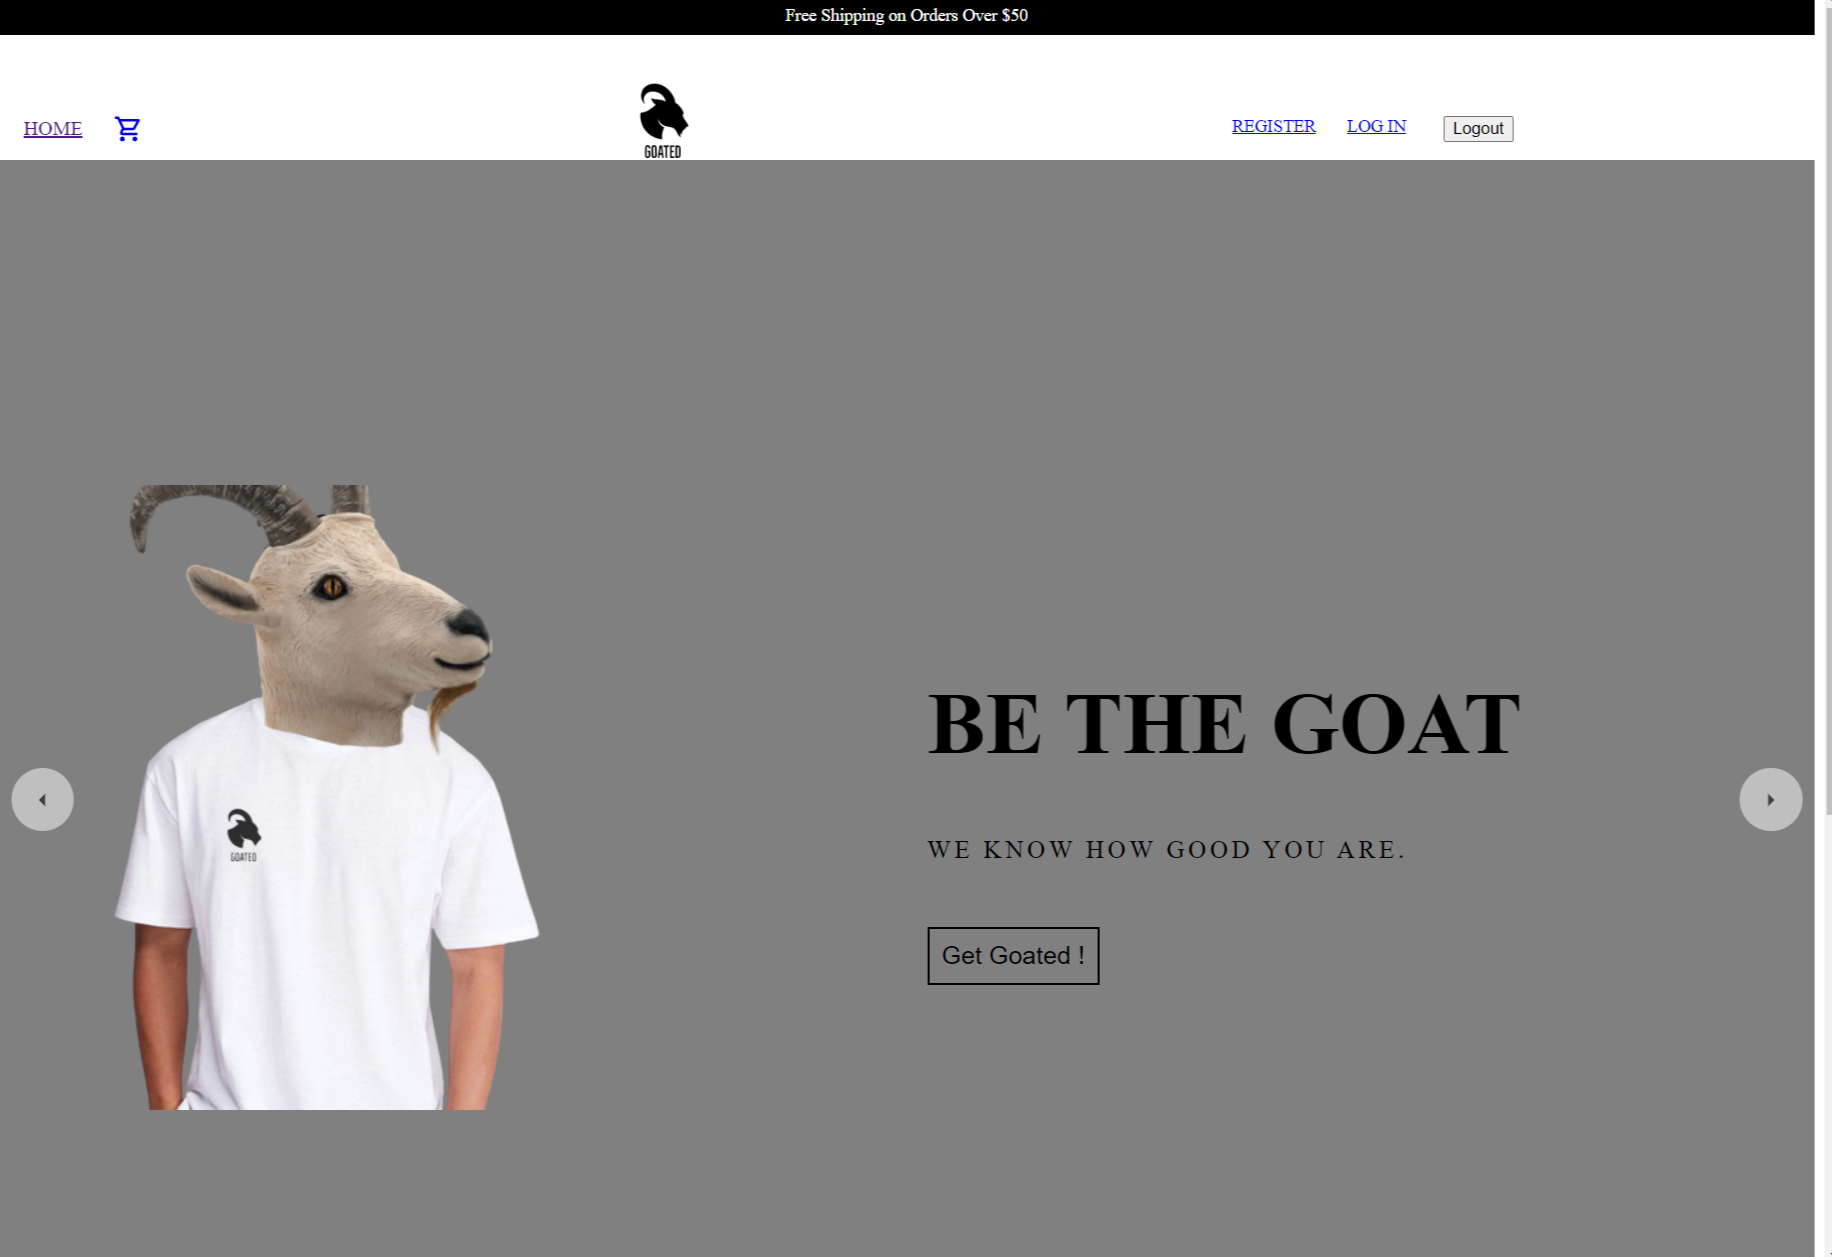 Free Shipping on Orders Over $50
HOME
GOATED
REGISTER LOG IN Logout
BE THE GOAT
WE KNOW HOW GOOD YOU ARE.
GOATED
Get Goated !